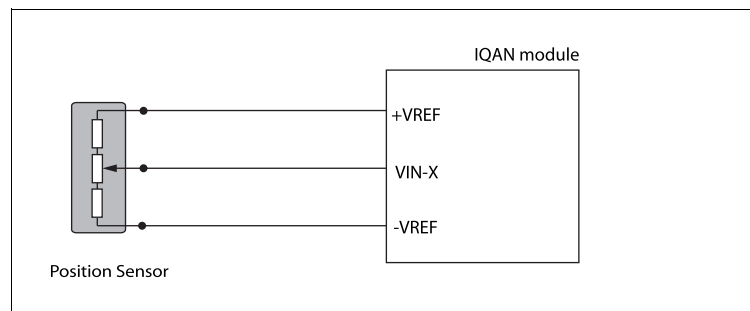 IQAN module
+VREF
VIN-X
-VREF
Position Sensor